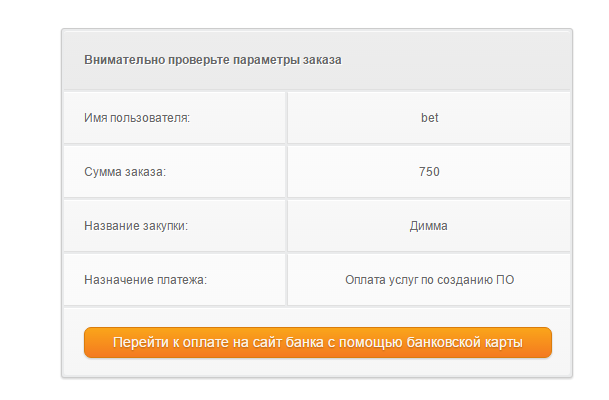 Внимательно проверьте параметры заказа
Имя пользователя: bet
Сумма заказа: 750
Название закупки: Димма
Назначение платежа: Оплата услуг по созданию ПО
Перейти к оплате на сайт банка с помощью банковской карты